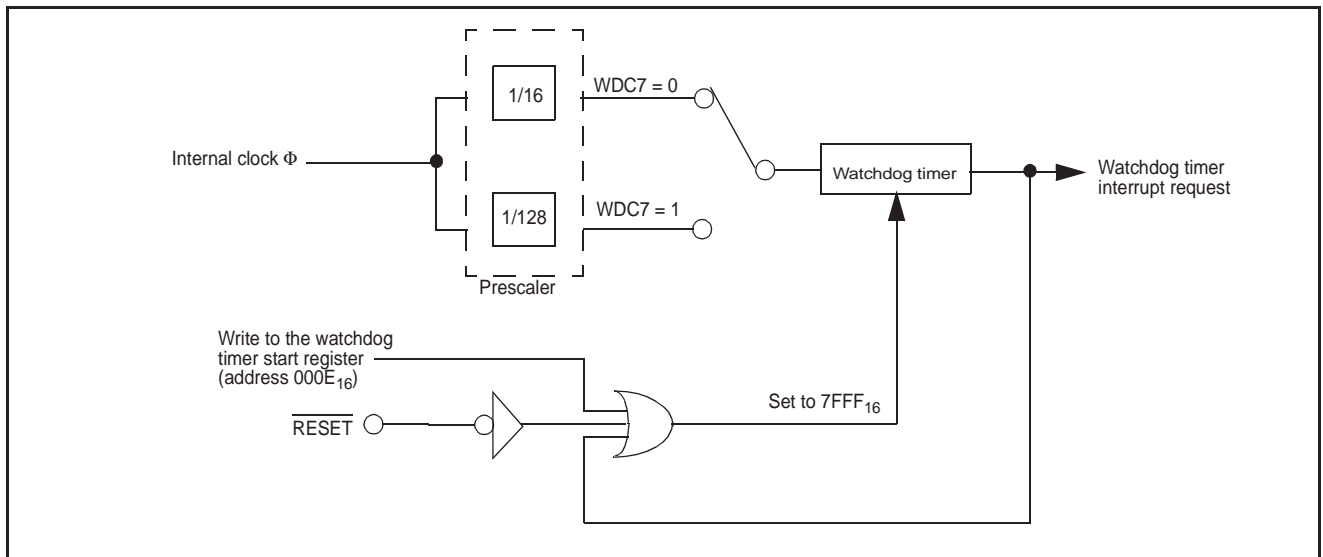 1/16
WDC7 = 0
Internal clock Φ
Watchdog timer
Watchdog timer
interrupt request
1/128
WDC7 = 1
Prescaler
Write to the watchdog
timer start register
(address 000E16)
RESET
Set to 7FFF16